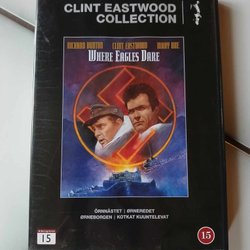 CLINT EASTWOOD
COLLECTION
RICHARD BURTON CLINT EASTWOOD MARY URE
WHERE EAGLES DARE
ÖRNNÄSTET | ØRNEREDET
ØRNEBORGEN | KOTKAT KUUNTELEVAT
15
15